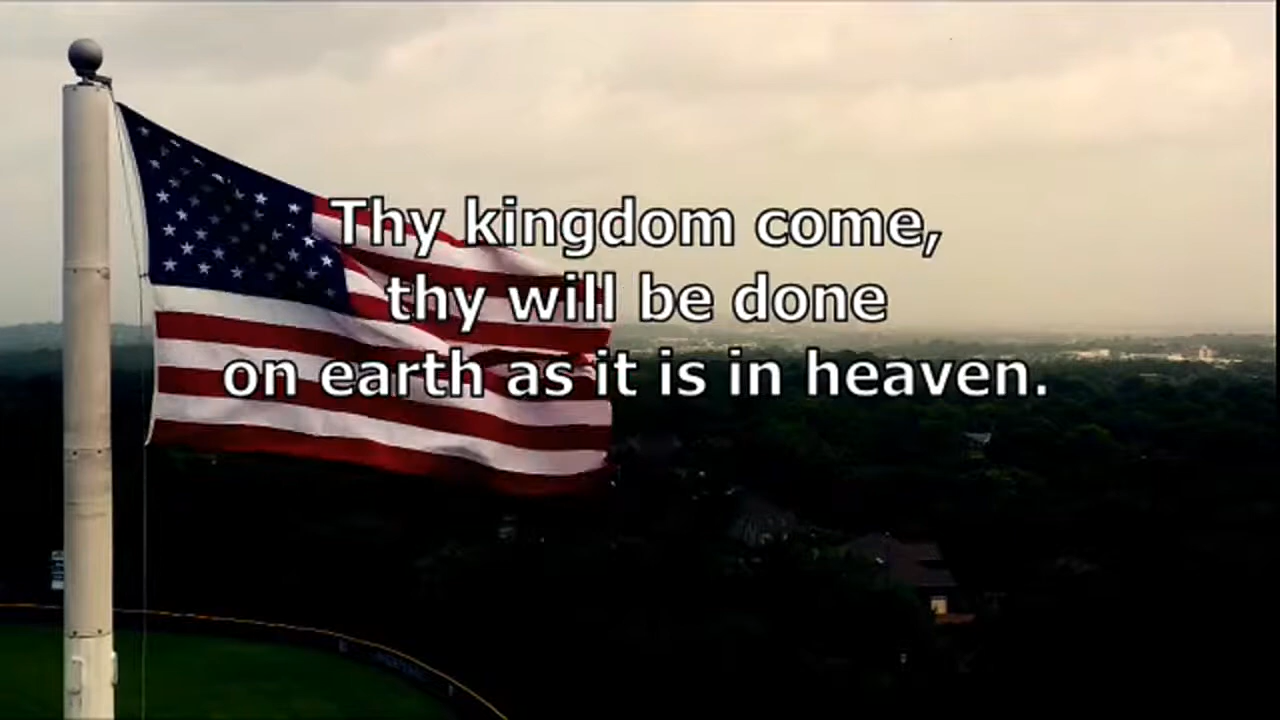 Thy kingdom come,
thy will be done
on earth as it is in heaven.